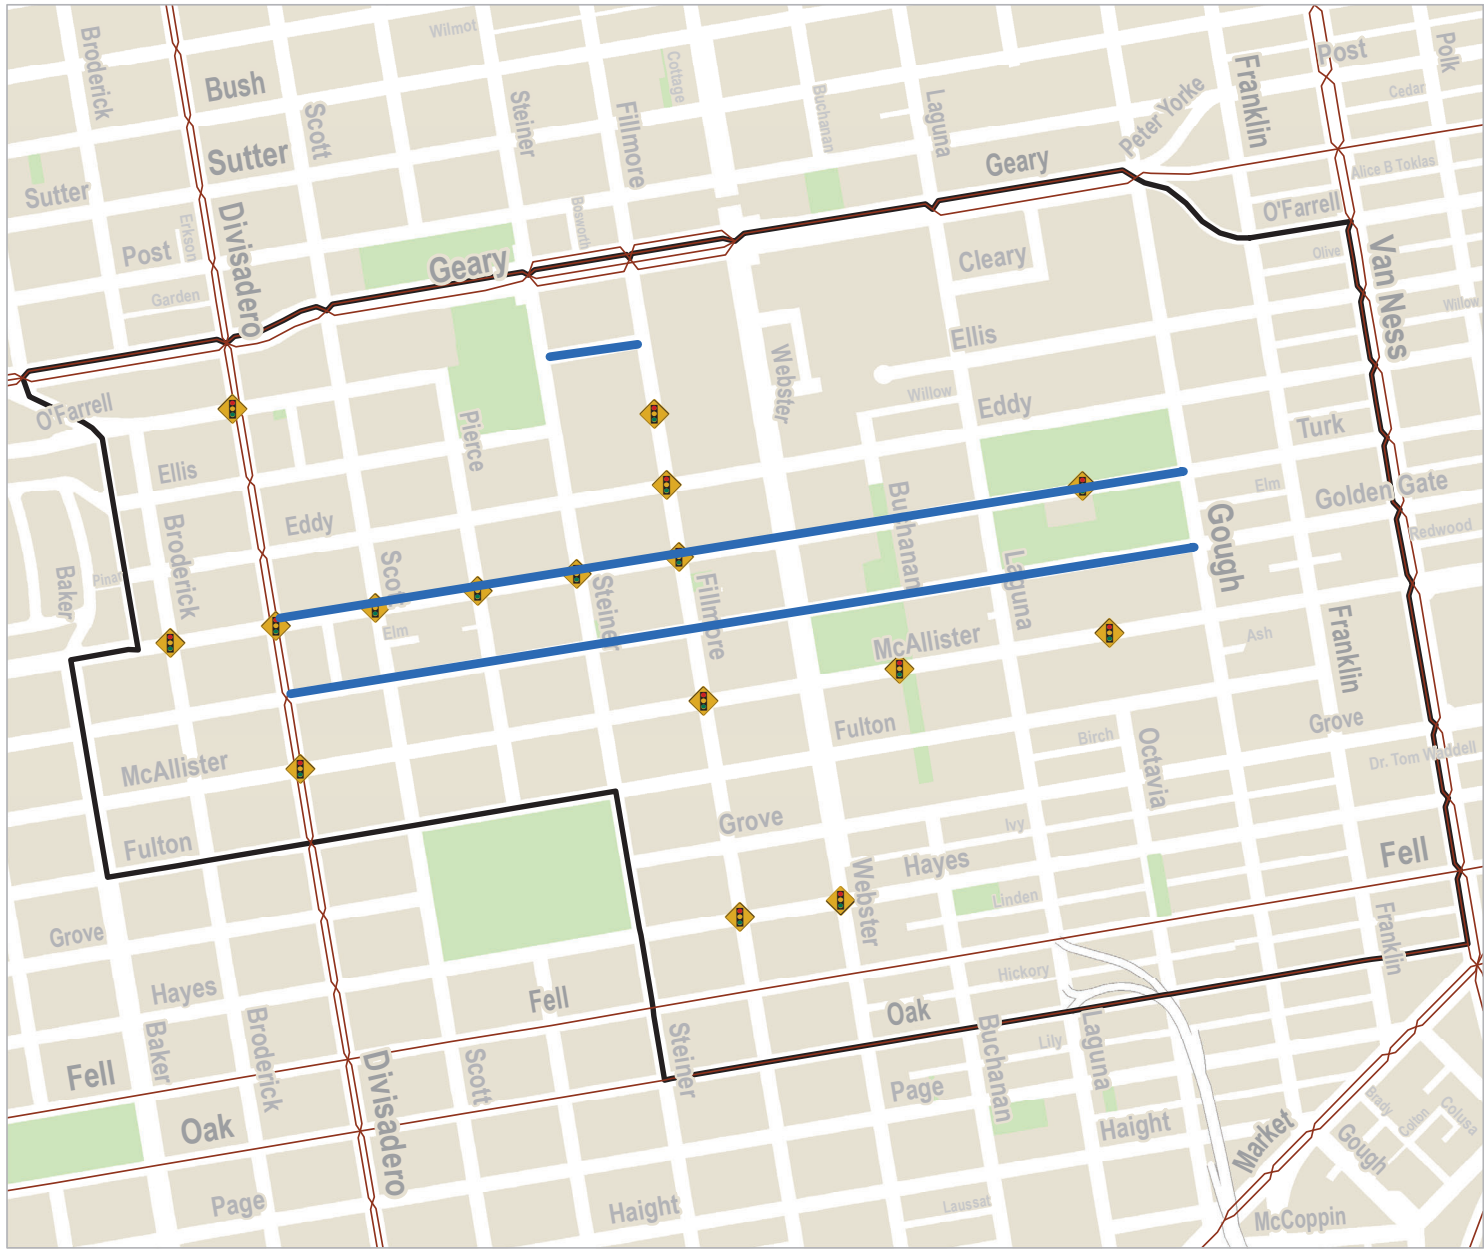 Wilmot
Broderick
Bush
Scott
Steiner
Fillmore
Cottage
Buchanan
Laguna
Peter Yorke
Franklin
Post
Polk
Cedar
Sutter
Sutter
Geary
Alice B Toklas
Erkson
Divisadero
Bosworth
O'Farrell
Post
Geary
Cleary
Olive
Van Ness
Garden
Willow
Ellis
Webster
O'Farrell
Willow
Eddy
Pierce
Turk
Ellis
Elm
Golden Gate
Broderick
Eddy
Buchanan
Gough
Redwood
Baker
Pinar
Scott
Steiner
Fillmore
Laguna
Elm
McAllister
Ash
Franklin
Fulton
Birch
Octavia
Grove
Dr. Tom Waddell
McAllister
Grove
Ivy
Fulton
Hayes
Fell
Webster
Linden
Grove
Franklin
Hickory
Hayes
Fell
Oak
Baker
Broderick
Steiner
Buchanan
Lily
Laguna
Fell
Divisadero
Scott
Page
Oak
Haight
Market
Gough
Brady
Colton
Colusa
Page
Haight
Laussat
McCoppin